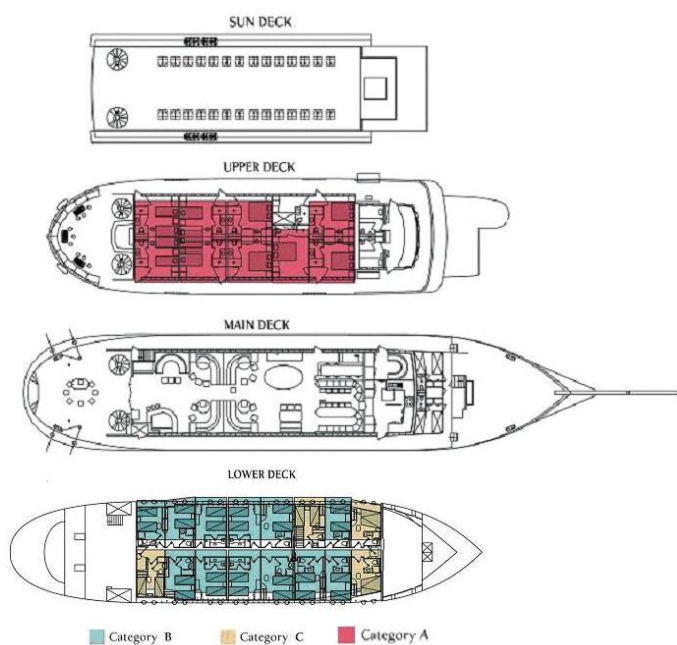 SUN DECK
UPPER DECK
MAIN DECK
LOWER DECK
Category B Category C Category A